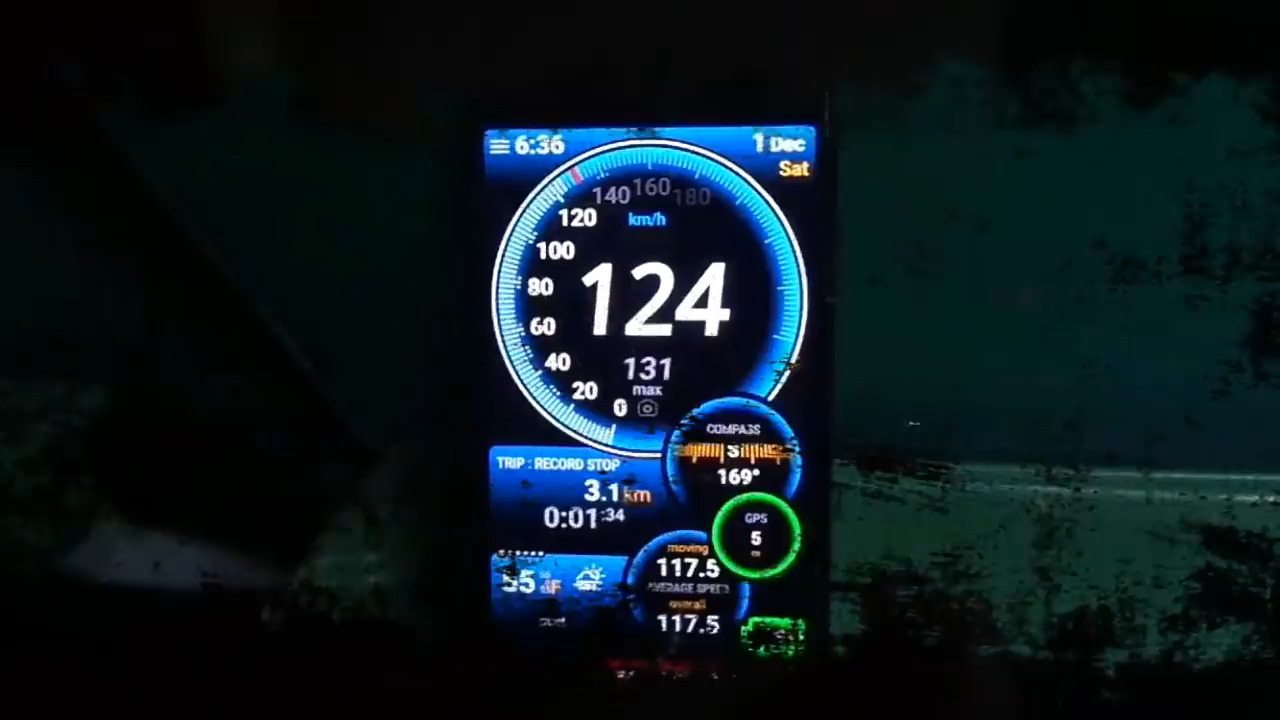 6:36
1 Dec
Sat
140 160 180
120
km/h
100
80
124
60
40
131
20
max
0
COMPASS
S
169°
TRIP : RECORD STOP
3.1 km
0:01:34
GPS
5
m
moving
117.5
AVERAGE SPEED
overall
117.5
55 °F